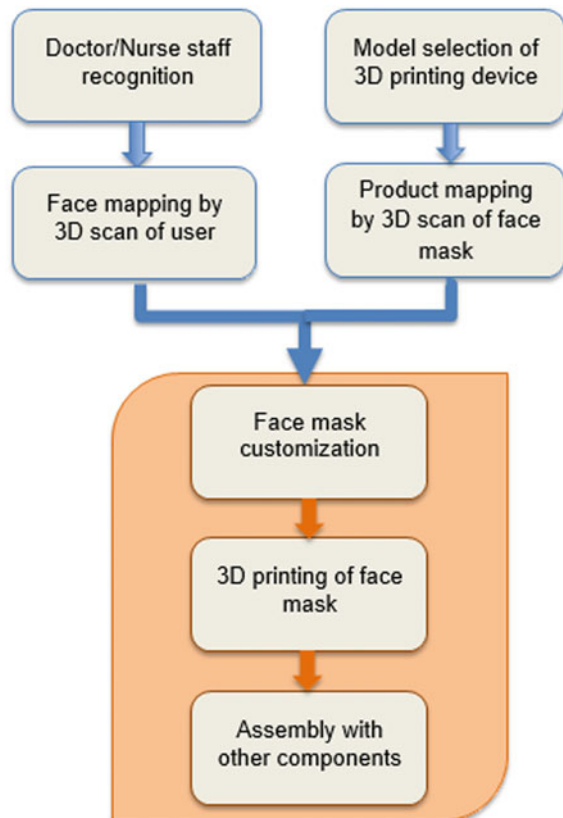 Doctor/Nurse staff
recognition
Model selection of
3D printing device
Face mapping by
3D scan of user
Product mapping
by 3D scan of face
mask
Face mask
customization
3D printing of face
mask
Assembly with
other components